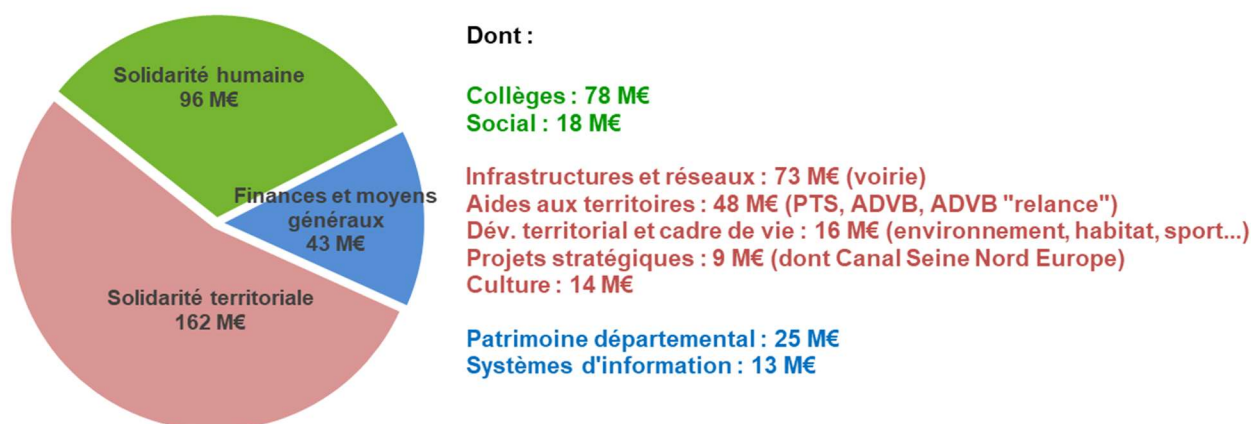 Solidarité humaine
96 M€
Finances et moyens
généraux
43 M€
Solidarité territoriale
162 M€
Dont :
Collèges : 78 M€
Social : 18 M€
Infrastructures et réseaux : 73 M€ (voirie)
Aides aux territoires : 48 M€ (PTS, ADVB, ADVB "relance")
Dév. territorial et cadre de vie : 16 M€ (environnement, habitat, sport...)
Projets stratégiques : 9 M€ (dont Canal Seine Nord Europe)
Culture : 14 M€
Patrimoine départemental : 25 M€
Systèmes d'information : 13 M€